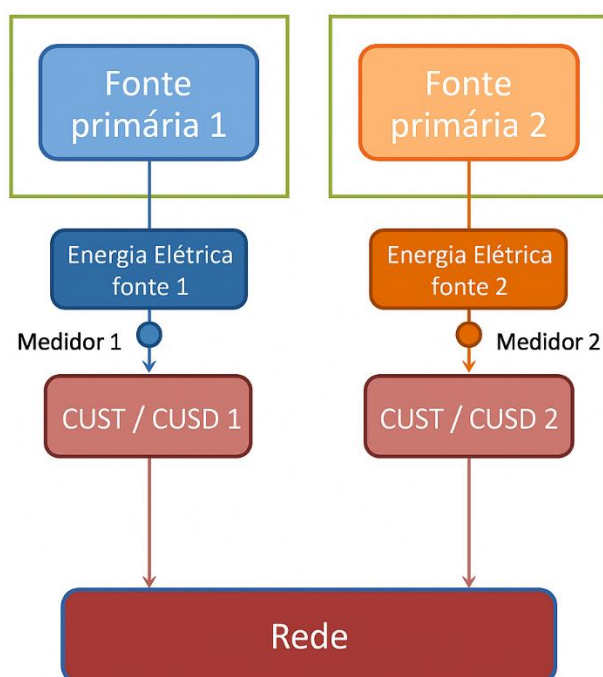 Fonte
primária 1
Fonte
primária 2
Energia Elétrica
fonte 1
Energia Elétrica
fonte 2
Medidor 1
Medidor 2
CUST / CUSD 1
CUST / CUSD 2
Rede